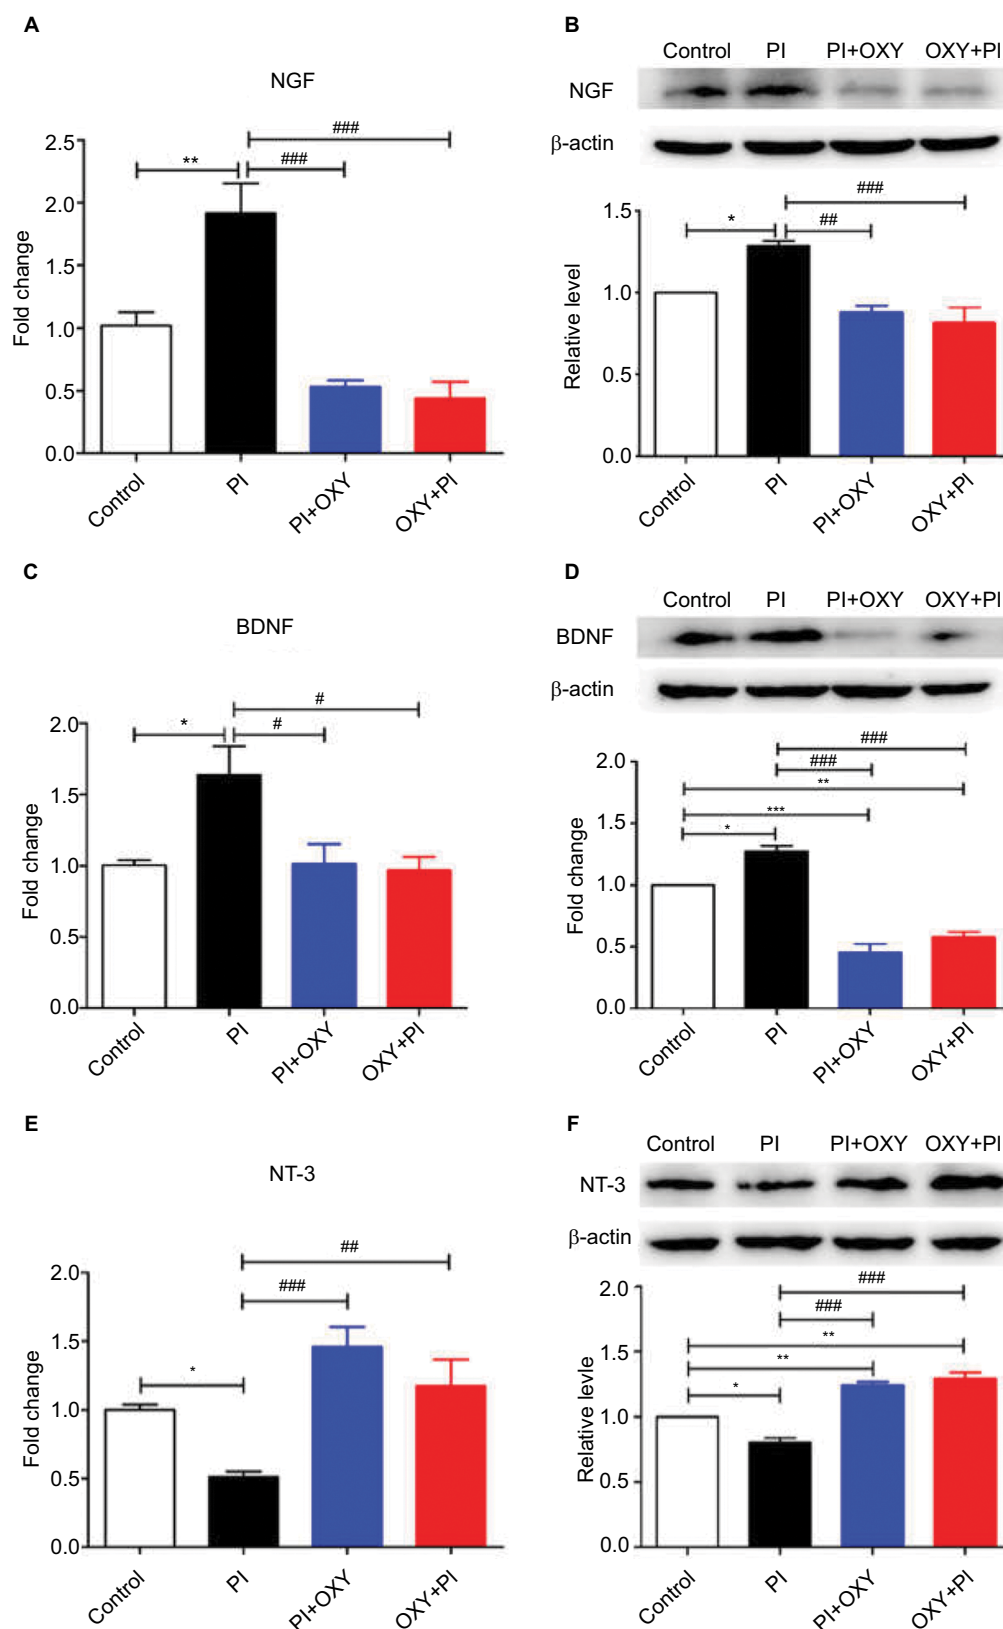 A
NGF
2.5
2.0
1.5
1.0
0.5
0.0
Fold change
**
###
###
Control
PI
PI+OXY
OXY+PI
B
Control PI PI+OXY OXY+PI
NGF
β-actin
1.5
1.0
0.5
0.0
Relative level
*
##
###
Control
PI
PI+OXY
OXY+PI
C
BDNF
2.0
1.5
1.0
0.5
0.0
Fold change
*
#
#
Control
PI
PI+OXY
OXY+PI
D
Control PI PI+OXY OXY+PI
BDNF
β-actin
2.0
1.5
1.0
0.5
0.0
Fold change
###
###
**
***
*
Control
PI
PI+OXY
OXY+PI
E
NT-3
2.0
1.5
1.0
0.5
0.0
Fold change
##
###
*
Control
PI
PI+OXY
OXY+PI
F
Control PI PI+OXY OXY+PI
NT-3
β-actin
2.0
1.5
1.0
0.5
0.0
Relative levle
###
###
**
**
*
Control
PI
PI+OXY
OXY+PI